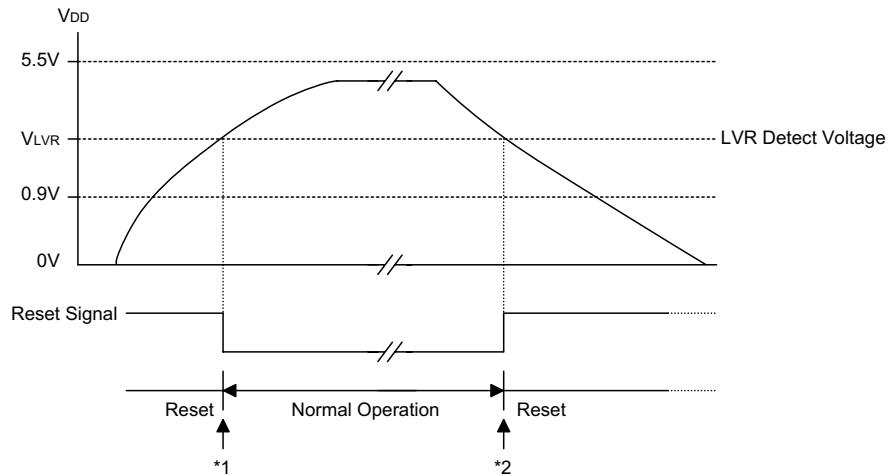 VDD
5.5V
VLVR
LVR Detect Voltage
0.9V
0V
Reset Signal
Reset
Normal Operation
Reset
*1
*2